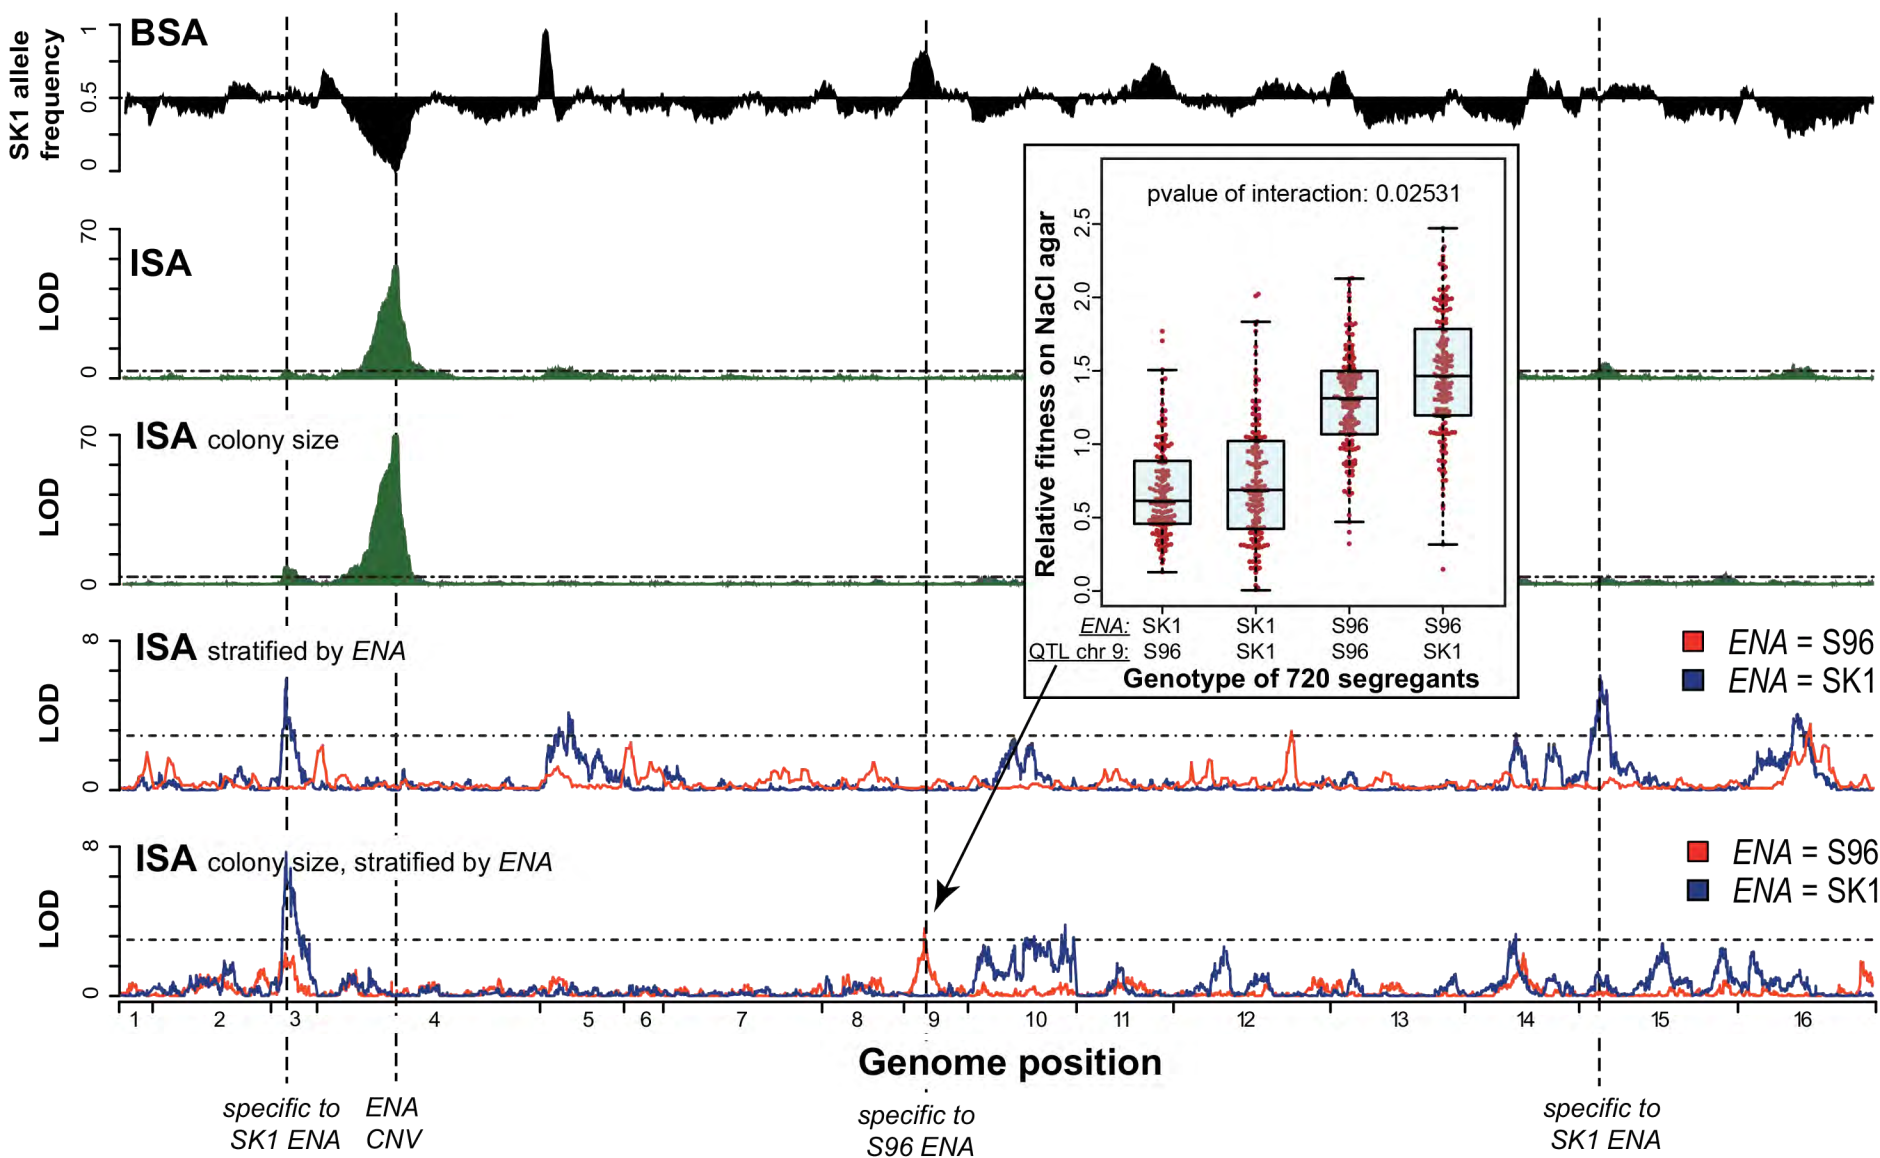 BSA
SK1 allele
frequency
1
0.5
0
ISA
LOD
70
0
ISA colony size
LOD
70
0
pvalue of interaction: 0.02531
Relative fitness on NaCl agar
2.5
2.0
1.5
1.0
0.5
0.0
ENA: SK1 SK1 S96 S96
QTL chr 9: S96 SK1 S96 SK1
Genotype of 720 segregants
ISA stratified by ENA
LOD
8
0
ENA = S96
ENA = SK1
ISA colony size, stratified by ENA
LOD
8
0
ENA = S96
ENA = SK1
1 2 3 4 5 6 7 8 9 10 11 12 13 14 15 16
Genome position
specific to
SK1 ENA
ENA
CNV
specific to
S96 ENA
specific to
SK1 ENA